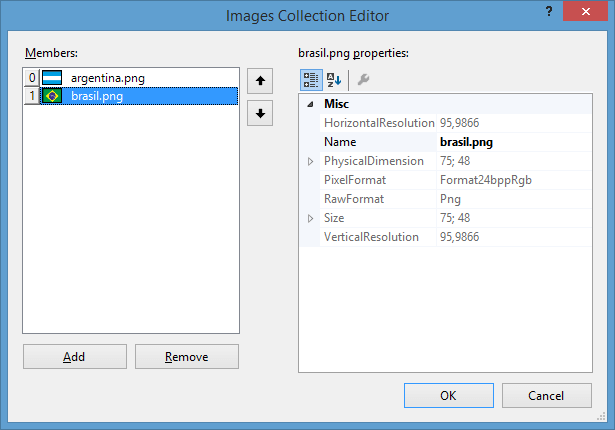 Images Collection Editor
?
Members:
0 argentina.png
1 brasil.png
Add
Remove
brasil.png properties:
Misc
HorizontalResolution 95,9866
Name brasil.png
PhysicalDimension 75; 48
PixelFormat Format24bppRgb
RawFormat Png
Size 75; 48
VerticalResolution 95,9866
OK
Cancel